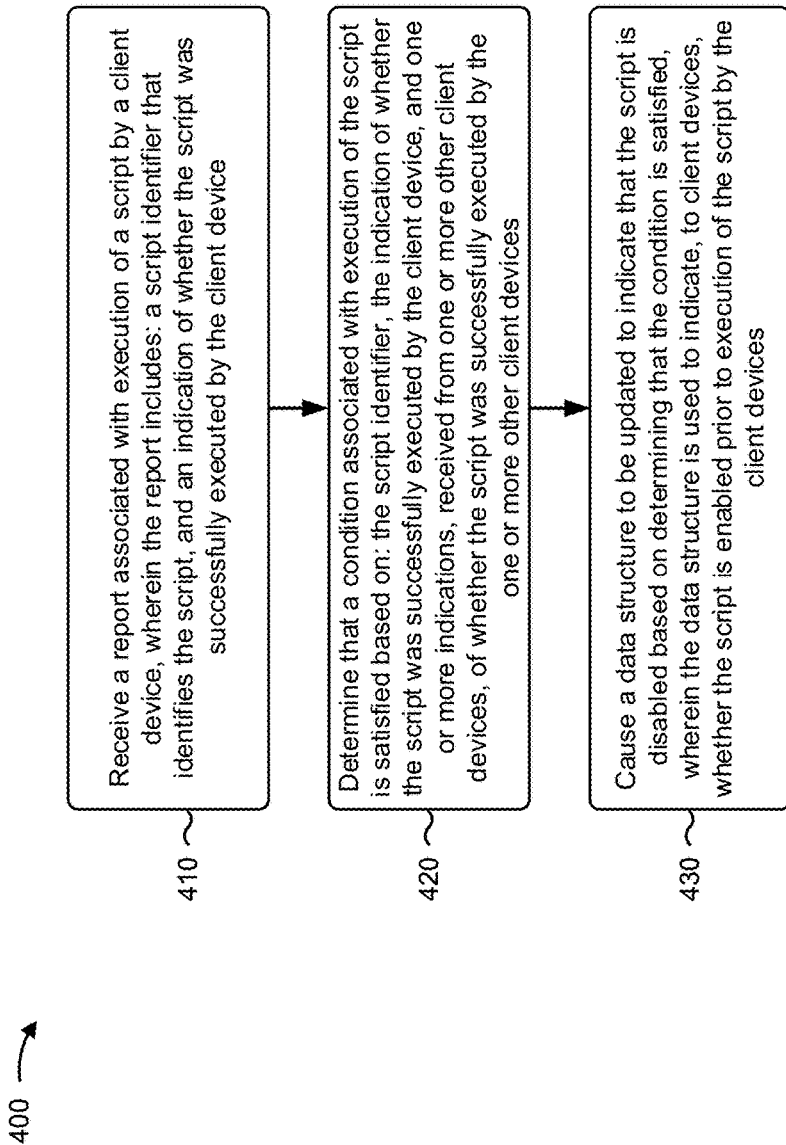 400
410
Receive a report associated with execution of a script by a client
device, wherein the report includes: a script identifier that
identifies the script, and an indication of whether the script was
successfully executed by the client device
420
Determine that a condition associated with execution of the script
is satisfied based on: the script identifier, the indication of whether
the script was successfully executed by the client device, and one
or more indications, received from one or more other client
devices, of whether the script was successfully executed by the
one or more other client devices
430
Cause a data structure to be updated to indicate that the script is
disabled based on determining that the condition is satisfied,
wherein the data structure is used to indicate, to client devices,
whether the script is enabled prior to execution of the script by the
client devices